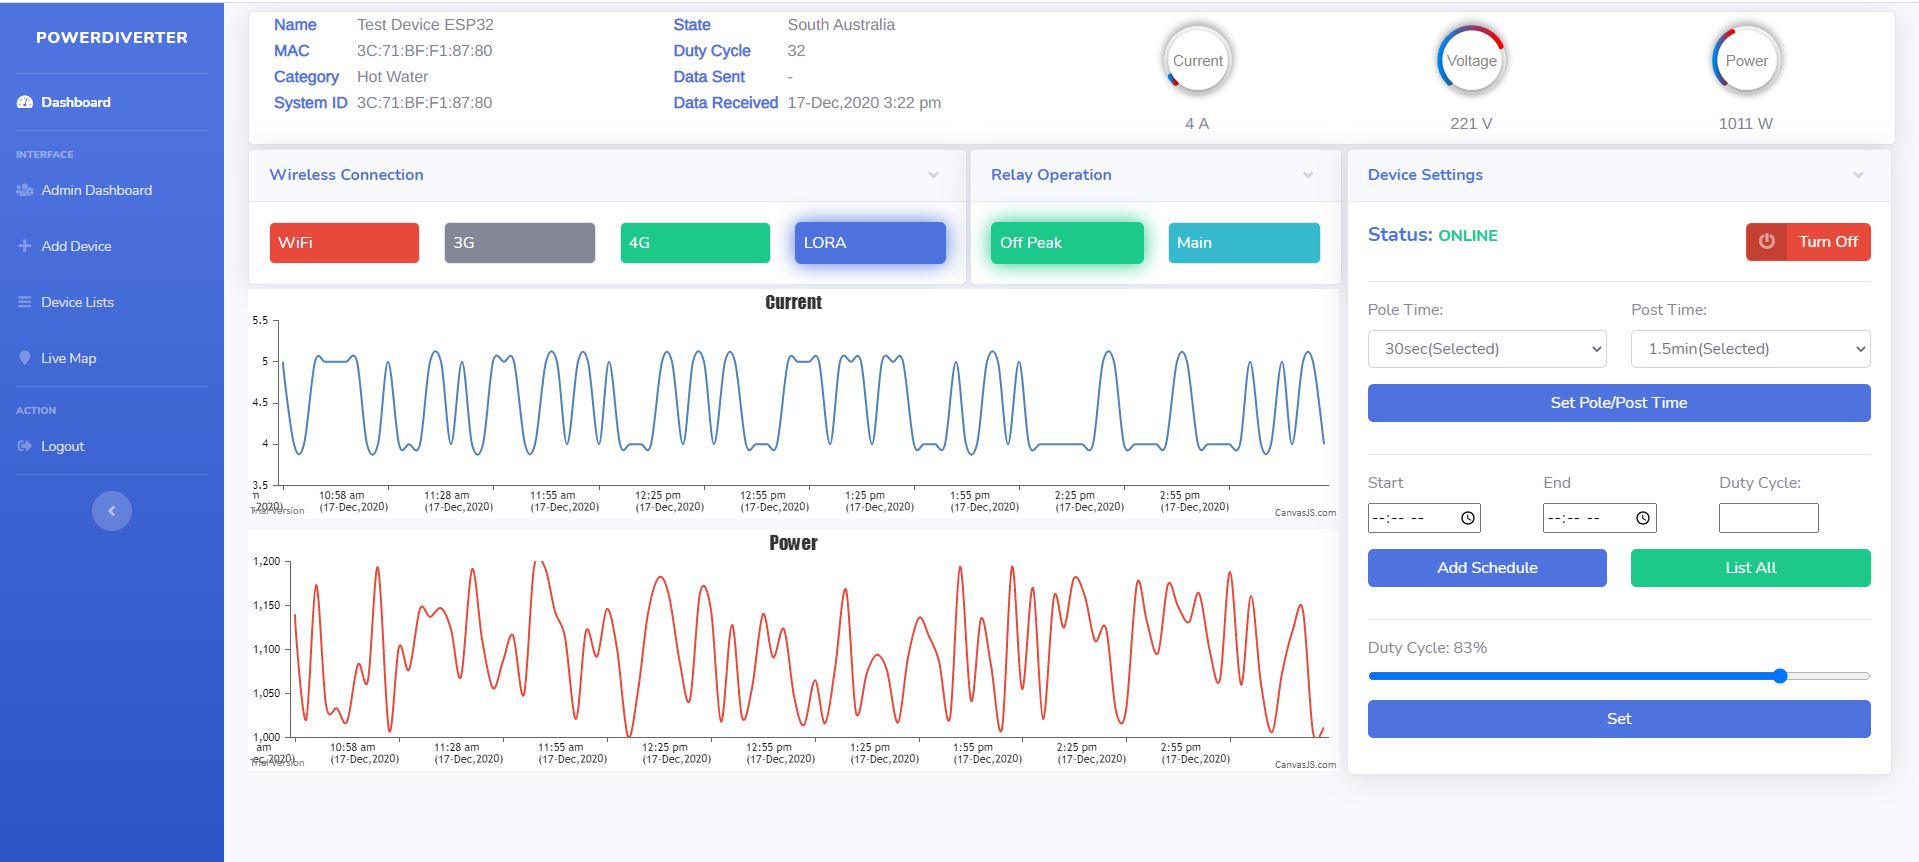 POWERDIVERTER
Dashboard
INTERFACE
Admin Dashboard
Add Device
Device Lists
Live Map
ACTION
Logout
Name Test Device ESP32
MAC 3C:71:BF:F1:87:80
Category Hot Water
System ID 3C:71:BF:F1:87:80
State South Australia
Duty Cycle 32
Data Sent -
Data Received 17-Dec,2020 3:22 pm
Current Voltage Power
4 A 221 V 1011 W
Wireless Connection
WiFi 3G 4G LORA
Relay Operation
Off Peak Main
Current
5.5
5
4.5
4
3.5
n 10:58 am 11:28 am 11:55 am 12:25 pm 12:55 pm 1:25 pm 1:55 pm 2:25 pm 2:55 pm
2020) (17-Dec,2020) (17-Dec,2020) (17-Dec,2020) (17-Dec,2020) (17-Dec,2020) (17-Dec,2020) (17-Dec,2020) (17-Dec,2020) (17-Dec,2020)
Trial Version CanvasJS.com
Power
1,200
1,150
1,100
1,050
1,000
am 10:58 am 11:28 am 11:55 am 12:25 pm 12:55 pm 1:25 pm 1:55 pm 2:25 pm 2:55 pm
ec,2020) (17-Dec,2020) (17-Dec,2020) (17-Dec,2020) (17-Dec,2020) (17-Dec,2020) (17-Dec,2020) (17-Dec,2020) (17-Dec,2020) (17-Dec,2020)
Trial Version CanvasJS.com
Device Settings
Status: ONLINE Turn Off
Pole Time: Post Time:
30sec(Selected) 1.5min(Selected)
Set Pole/Post Time
Start End Duty Cycle:
--:-- -- --:-- --
Add Schedule List All
Duty Cycle: 83%
Set